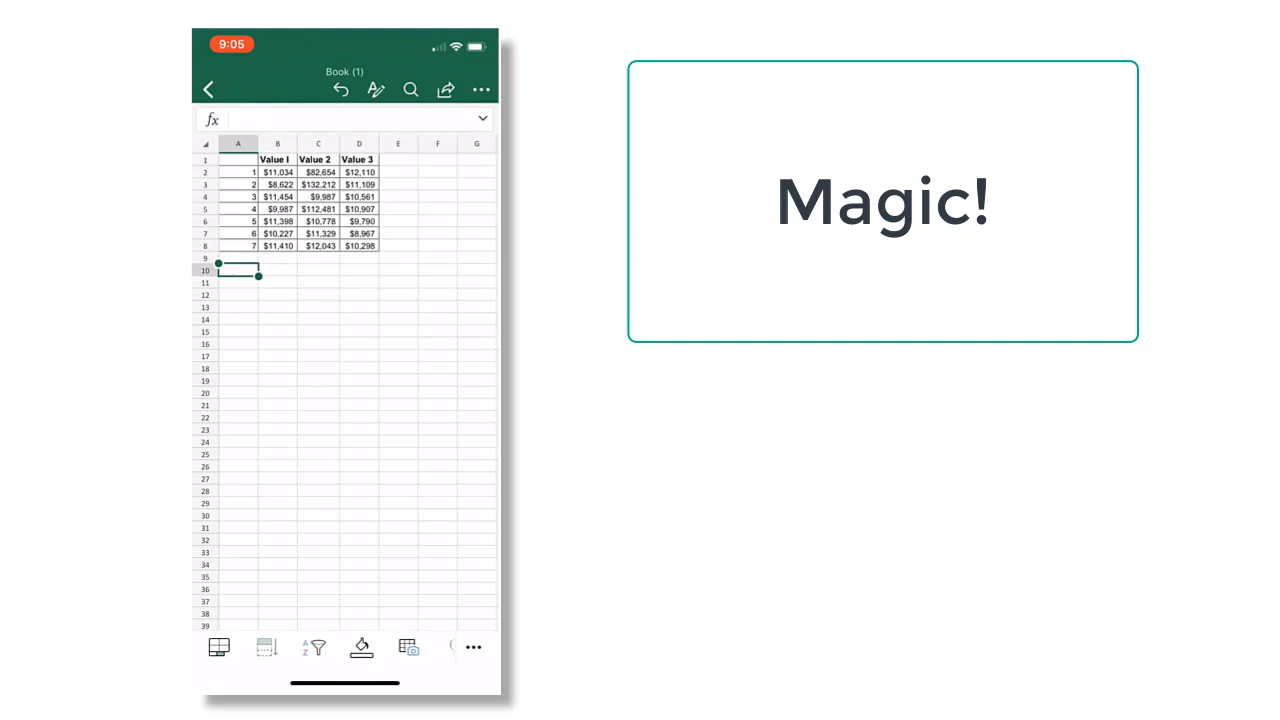 9:05
Book (1)
fx
A B C D E F G
1 Value I Value 2 Value 3
2 1 $11,034 $82,654 $12,110
3 2 $8,622 $132,212 $11,109
4 3 $11,454 $9,987 $10,561
5 4 $9,987 $112,481 $10,907
6 5 $11,398 $10,778 $9,790
7 6 $10,227 $11,329 $8,967
8 7 $11,410 $12,043 $10,298
9
10
11
12
13
14
15
16
17
18
19
20
21
22
23
24
25
26
27
28
29
30
31
32
33
34
35
36
37
38
39
A
Z
Magic!